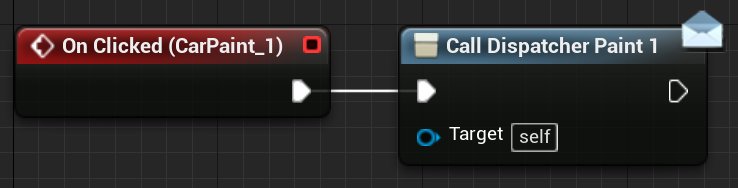 On Clicked (CarPaint_1)
Call Dispatcher Paint 1
Target self